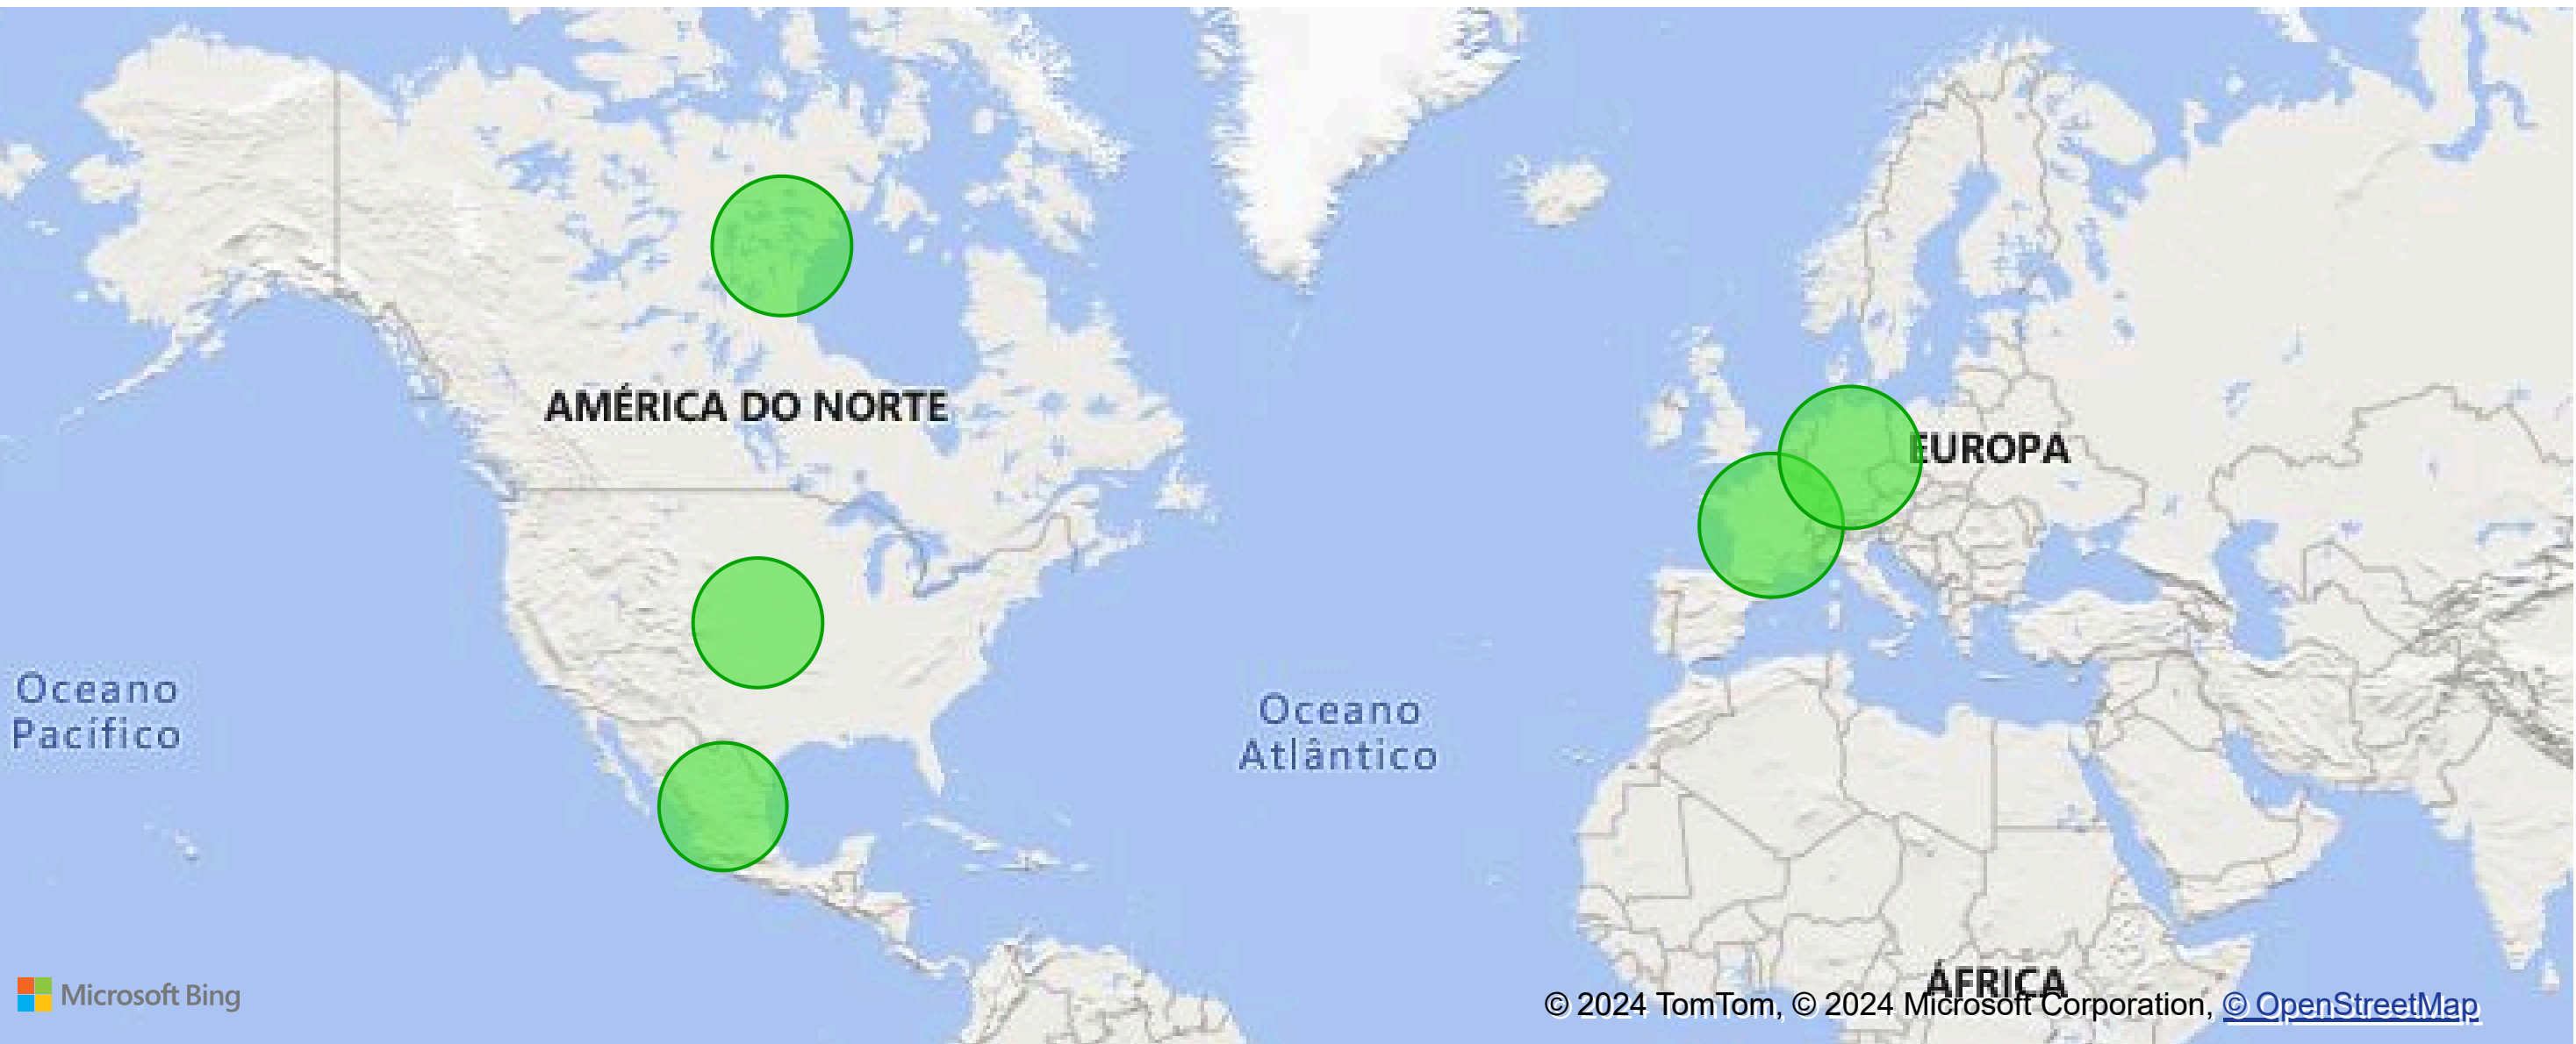 AMÉRICA DO NORTE
EUROPA
Oceano
Pacífico
Oceano
Atlântico
ÁFRICA
Microsoft Bing
© 2024 TomTom, © 2024 Microsoft Corporation, © OpenStreetMap